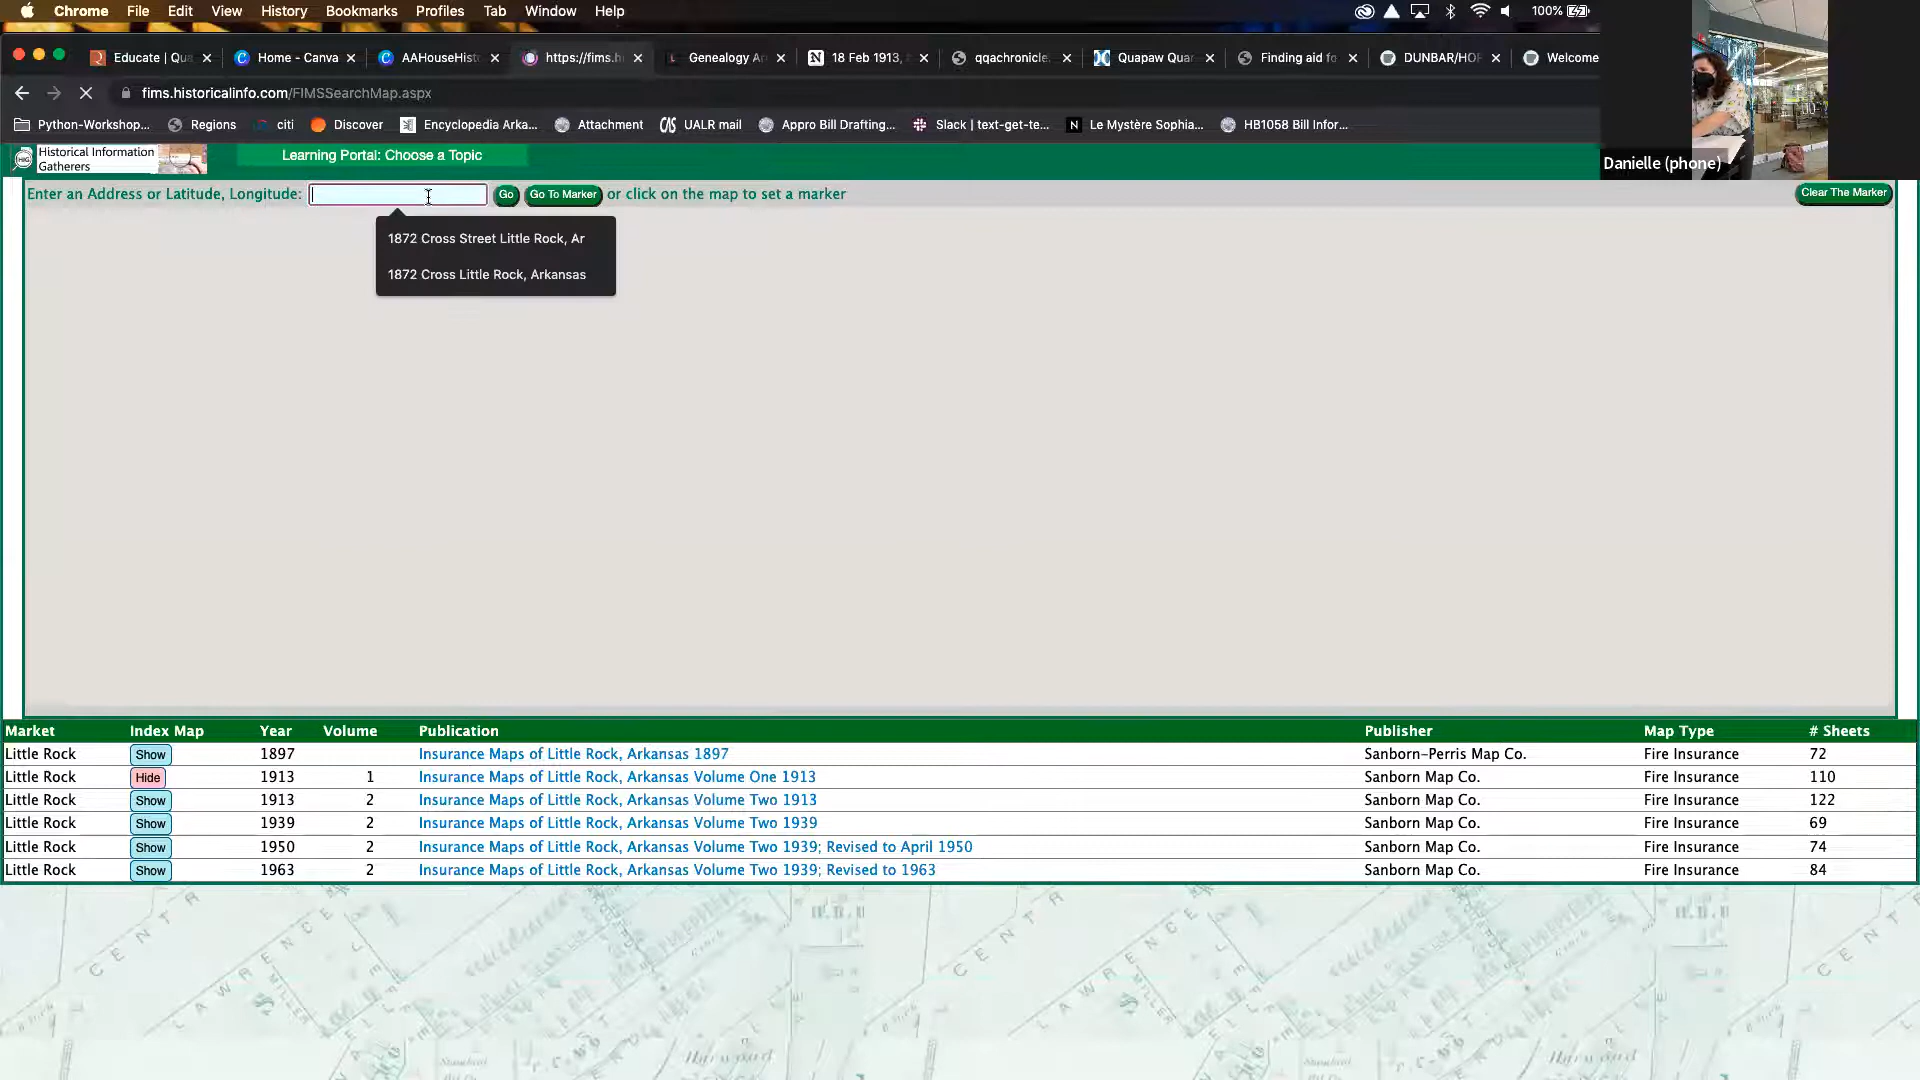 Chrome File Edit View History Bookmarks Profiles Tab Window Help 100%
Educate | Qua Home - Canva AAHouseHist https://fims.h Genealogy Ar 18 Feb 1913, qqachronicle. Quapaw Quar Finding aid fo DUNBAR/HOP Welcome
fims.historicalinfo.com/FIMSSearchMap.aspx
Python-Workshop... Regions citi Discover Encyclopedia Arka... Attachment UALR mail Appro Bill Drafting... Slack | text-get-te... Le Mystère Sophia... HB1058 Bill Infor...
Historical Information
Gatherers
Learning Portal: Choose a Topic
Danielle (phone)
Enter an Address or Latitude, Longitude: Go Go To Marker or click on the map to set a marker Clear The Marker
1872 Cross Street Little Rock, Ar
1872 Cross Little Rock, Arkansas
Market Index Map Year Volume Publication Publisher Map Type # Sheets
Little Rock Show 1897 Insurance Maps of Little Rock, Arkansas 1897 Sanborn-Perris Map Co. Fire Insurance 72
Little Rock Hide 1913 1 Insurance Maps of Little Rock, Arkansas Volume One 1913 Sanborn Map Co. Fire Insurance 110
Little Rock Show 1913 2 Insurance Maps of Little Rock, Arkansas Volume Two 1913 Sanborn Map Co. Fire Insurance 122
Little Rock Show 1939 2 Insurance Maps of Little Rock, Arkansas Volume Two 1939 Sanborn Map Co. Fire Insurance 69
Little Rock Show 1950 2 Insurance Maps of Little Rock, Arkansas Volume Two 1939; Revised to April 1950 Sanborn Map Co. Fire Insurance 74
Little Rock Show 1963 2 Insurance Maps of Little Rock, Arkansas Volume Two 1939; Revised to 1963 Sanborn Map Co. Fire Insurance 84
CENTR
LAWRENCE